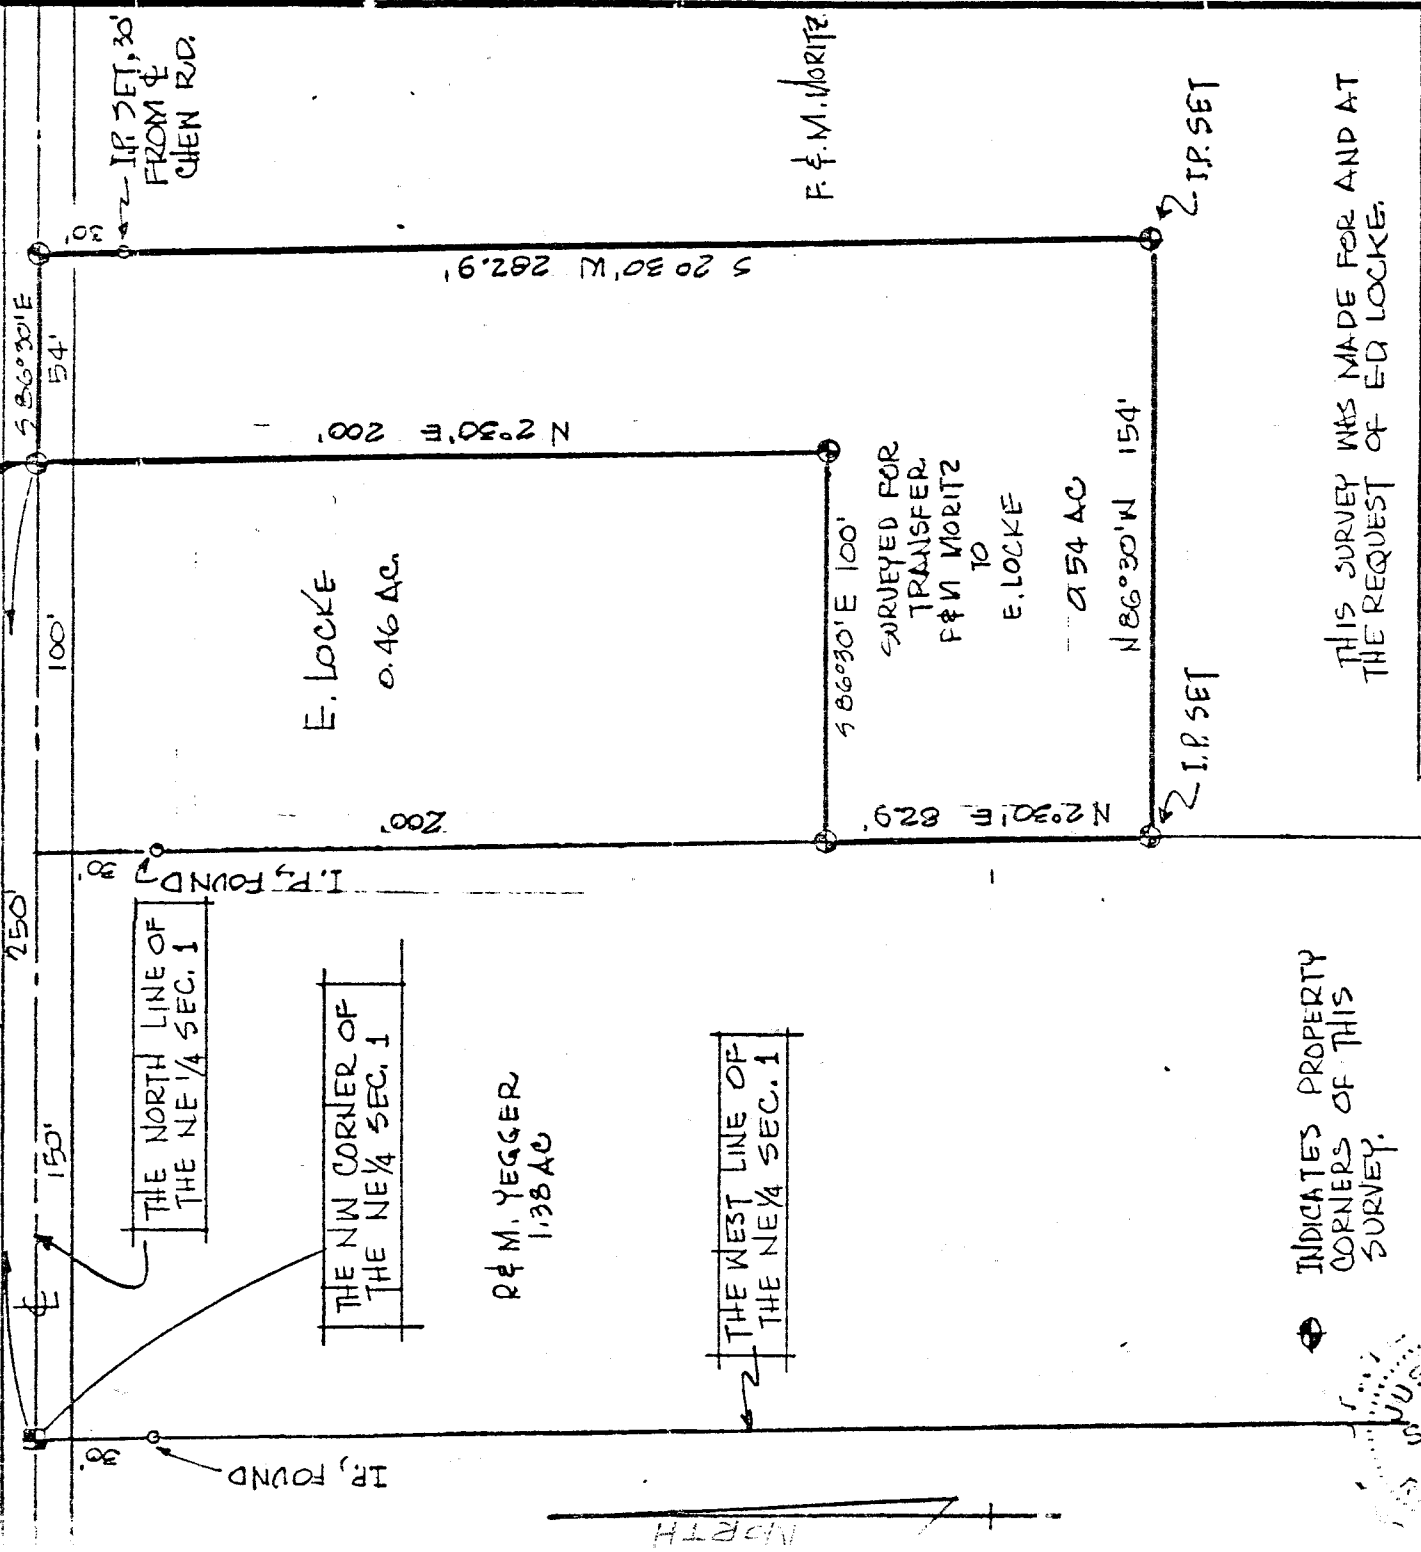 250'
S 86°30'E
150'
100'
54'
30'
I.P. SET, 30'
FROM ℄
CHEW RD.
30'
I.P., FOUND
30'
I.P., FOUND
℄
THE NORTH LINE OF
THE NE 1/4 SEC. 1
THE NW CORNER OF
THE NE 1/4 SEC. 1
R & M. YEGGER
1.38 AC
THE WEST LINE OF
THE NE 1/4 SEC. 1
E. LOCKE
0.46 AC.
200'
N 2°30'E 200'
S 2°30'W 282.9'
F. & M. MORITZ
S 86°30'E 100'
SURVEYED FOR
TRANSFER
F & M MORITZ
TO
E. LOCKE
0.54 AC
N 2°30'E 82.9'
N 86°30'W 154'
I.P. SET
I.P. SET
THIS SURVEY WAS MADE FOR AND AT
THE REQUEST OF ED LOCKE.
INDICATES PROPERTY
CORNERS OF THIS
SURVEY.
NORTH